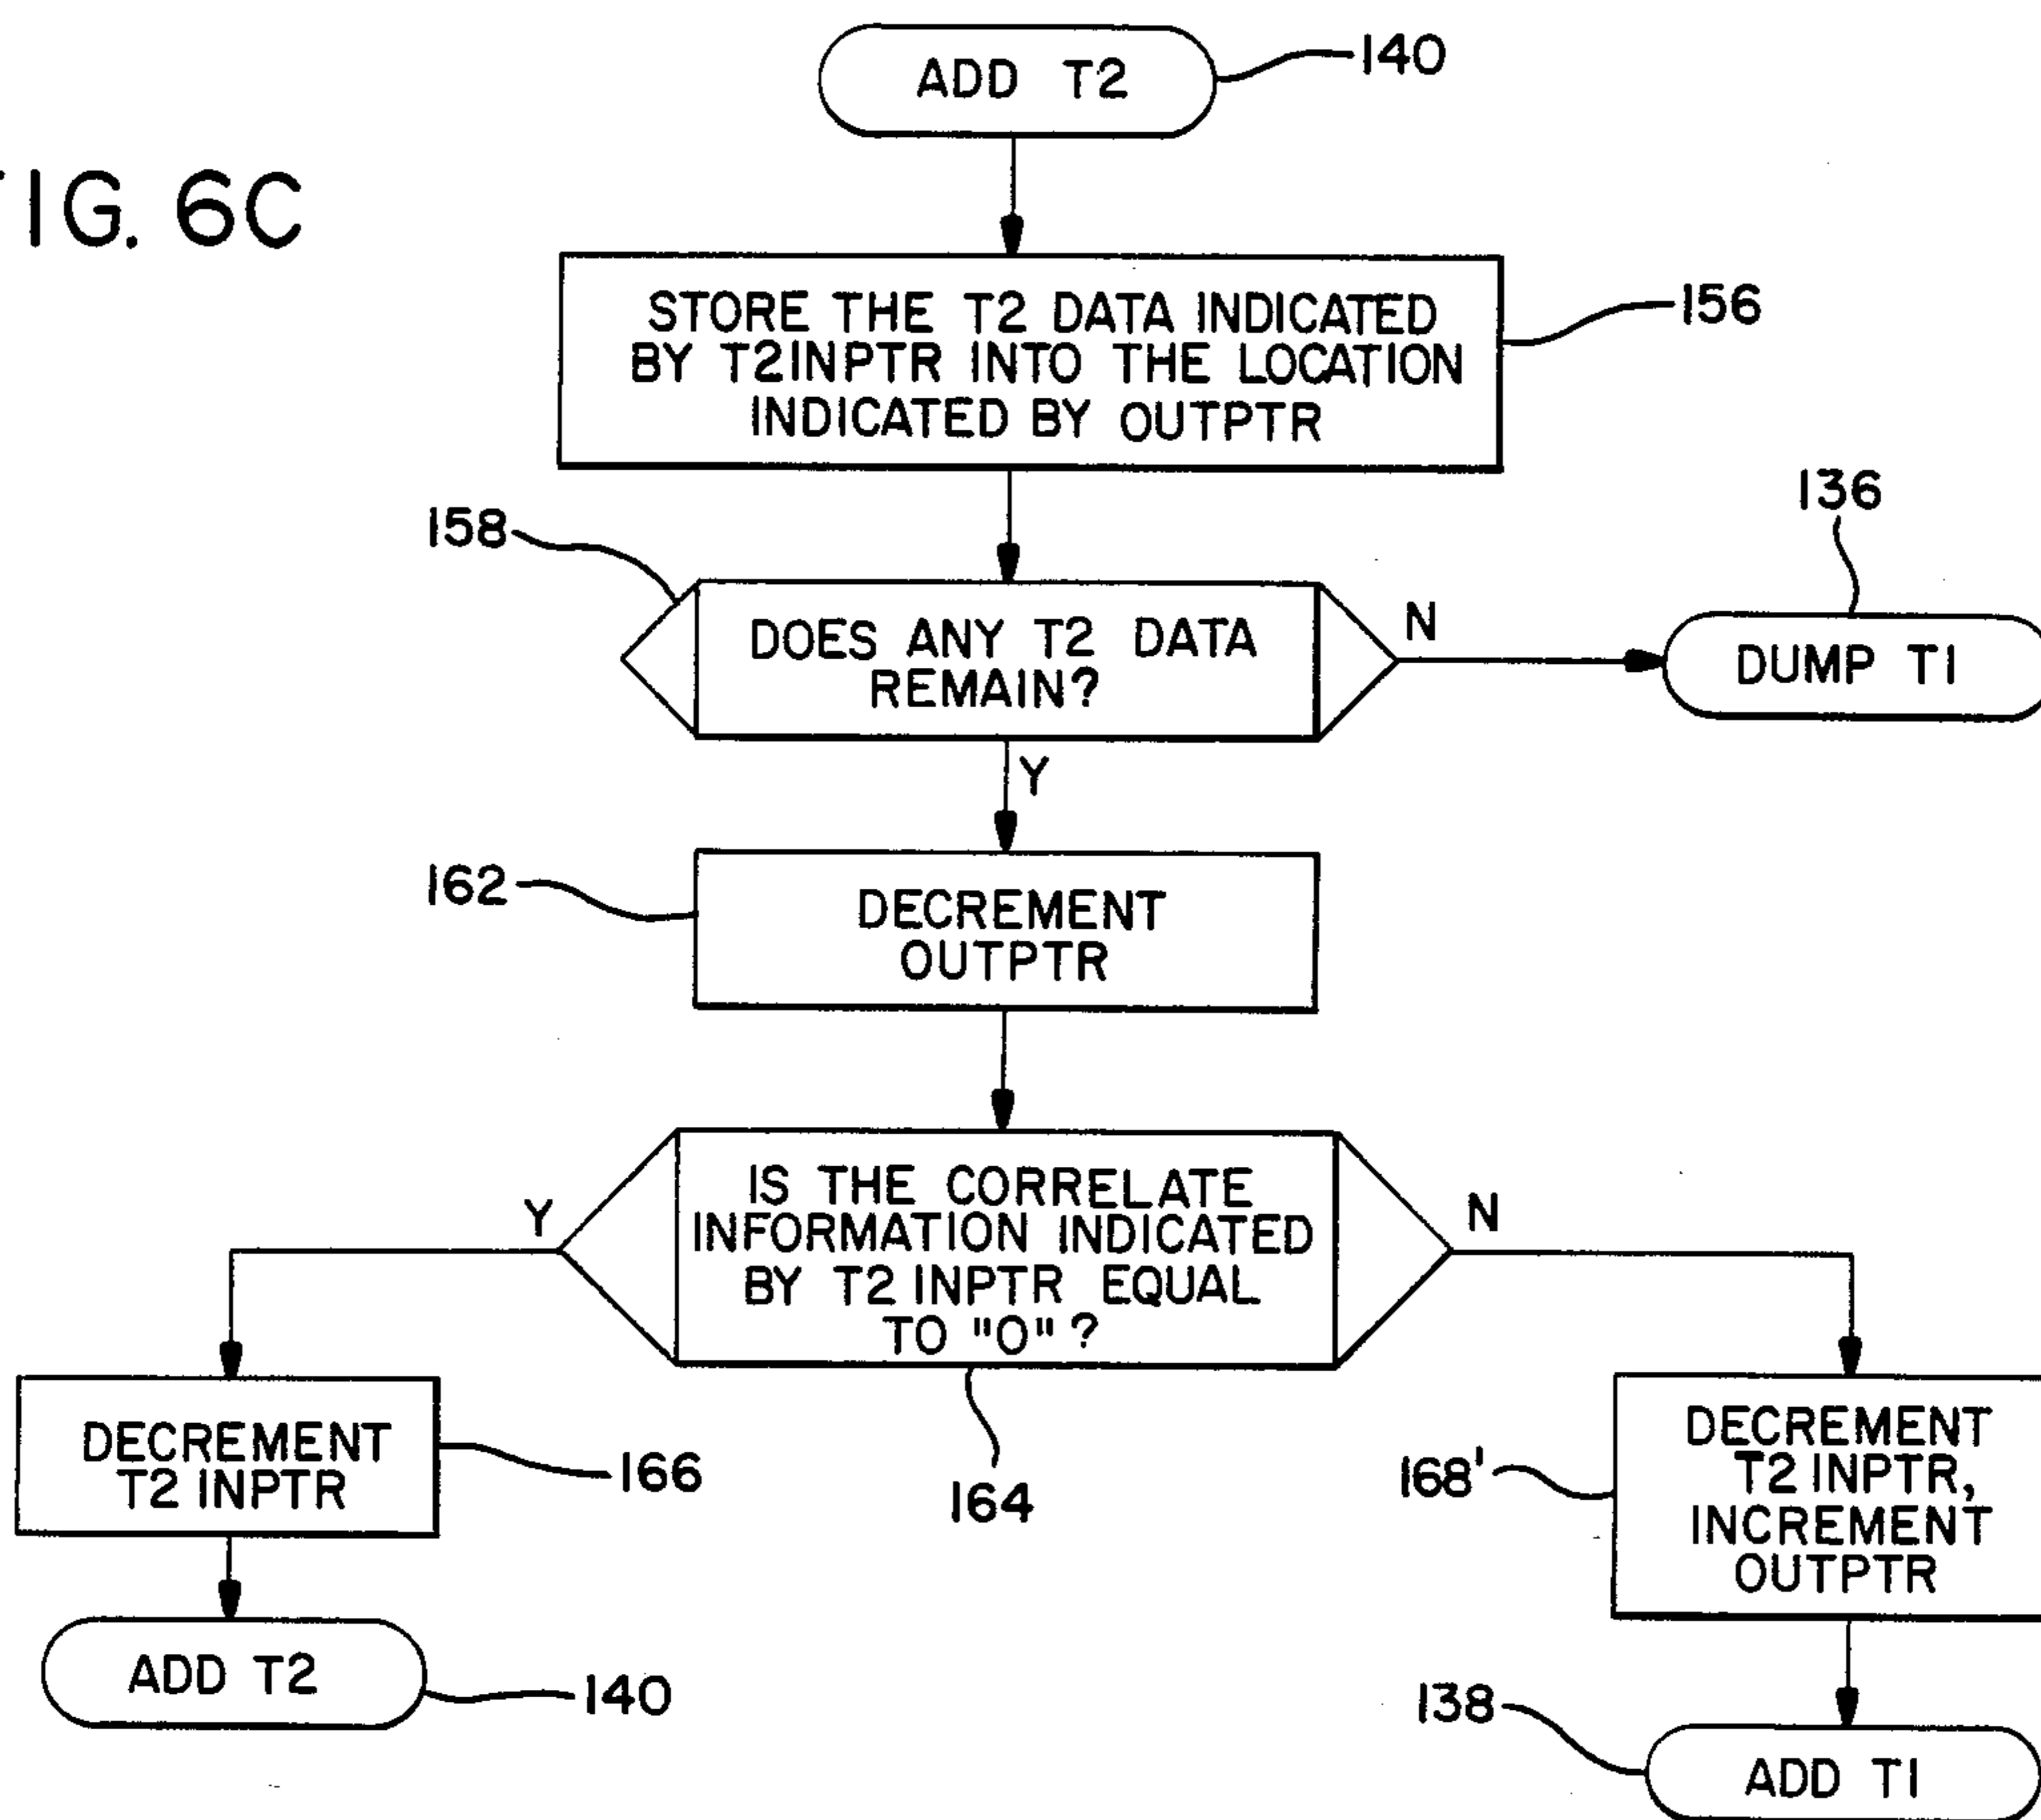 FIG. 6C
ADD T2
140
STORE THE T2 DATA INDICATED
BY T2INPTR INTO THE LOCATION
INDICATED BY OUTPTR
156
158
DOES ANY T2 DATA
REMAIN?
N
136
DUMP T1
Y
162
DECREMENT
OUTPTR
IS THE CORRELATE
INFORMATION INDICATED
BY T2 INPTR EQUAL
TO "0"?
Y
N
164
DECREMENT
T2 INPTR
166
168'
DECREMENT
T2 INPTR,
INCREMENT
OUTPTR
ADD T2
140
138
ADD T1